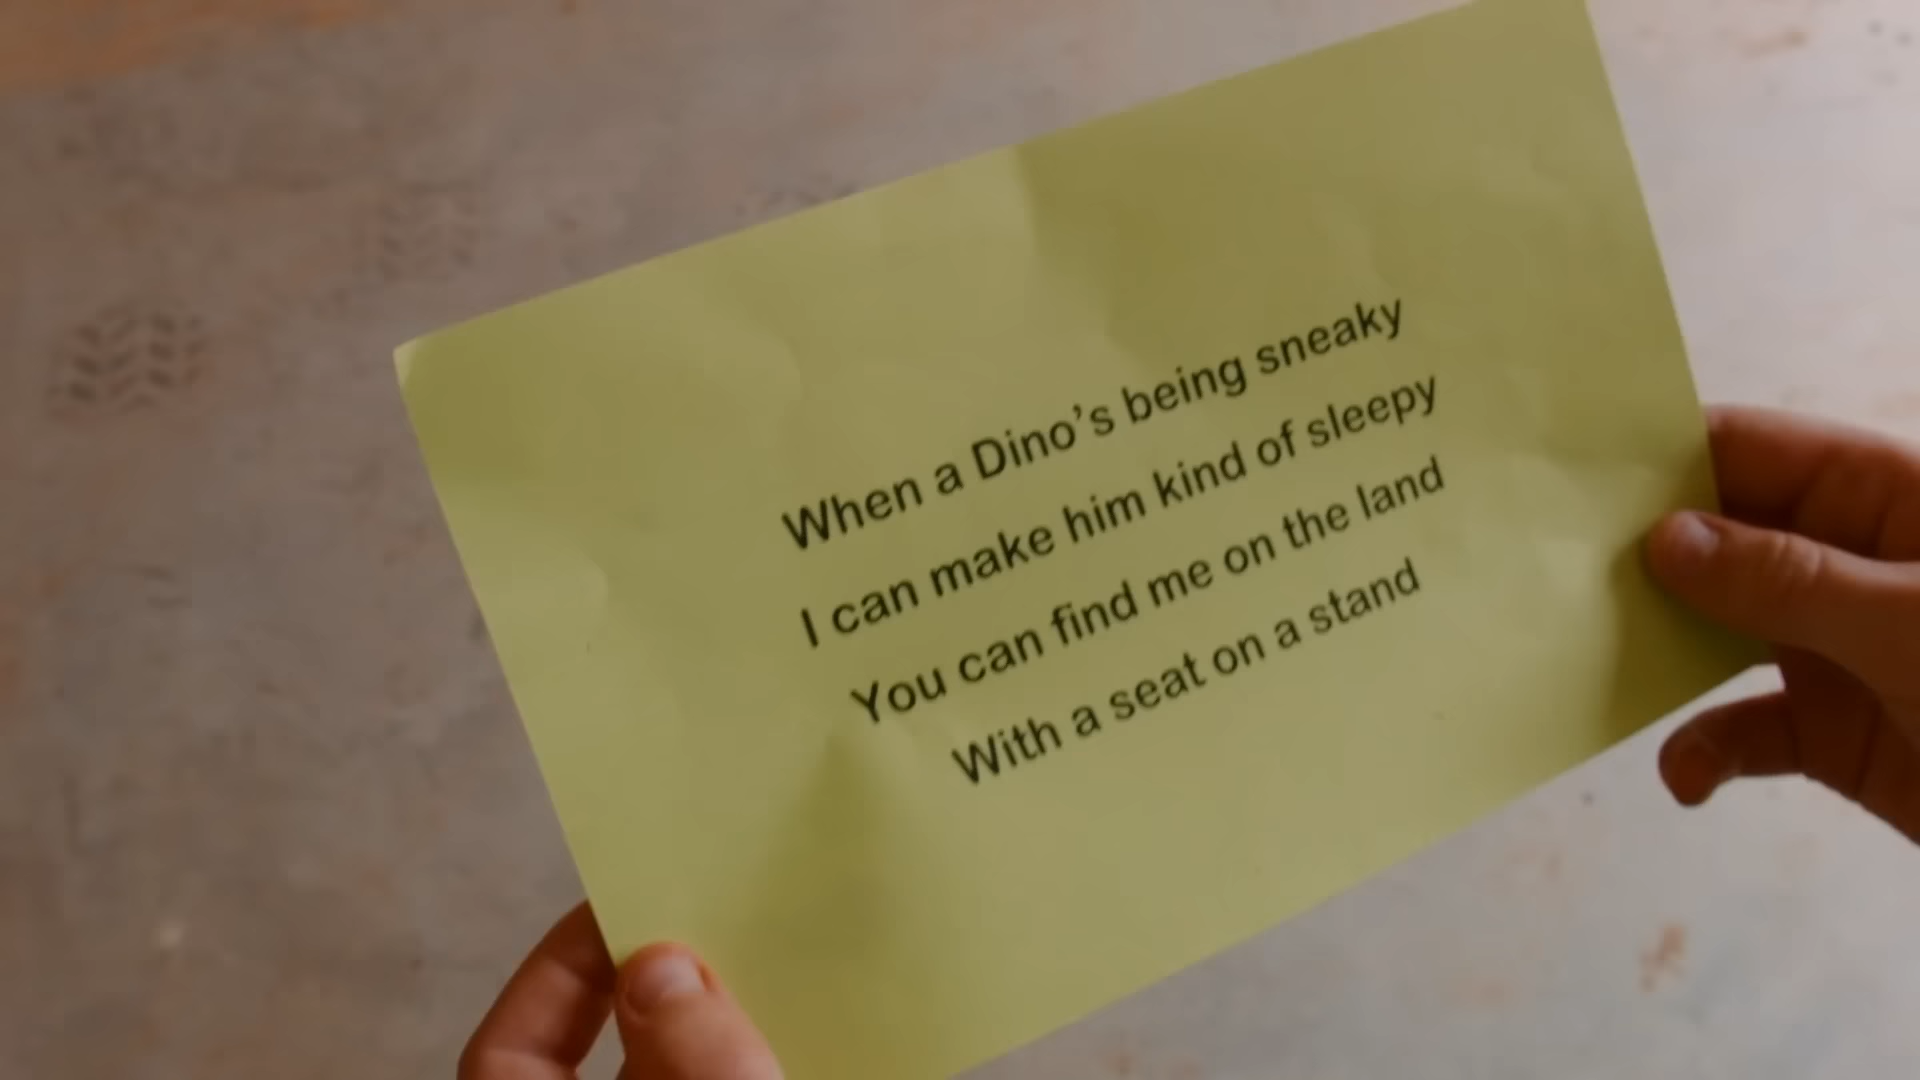 When a Dino’s being sneaky
I can make him kind of sleepy
You can find me on the land
With a seat on a stand